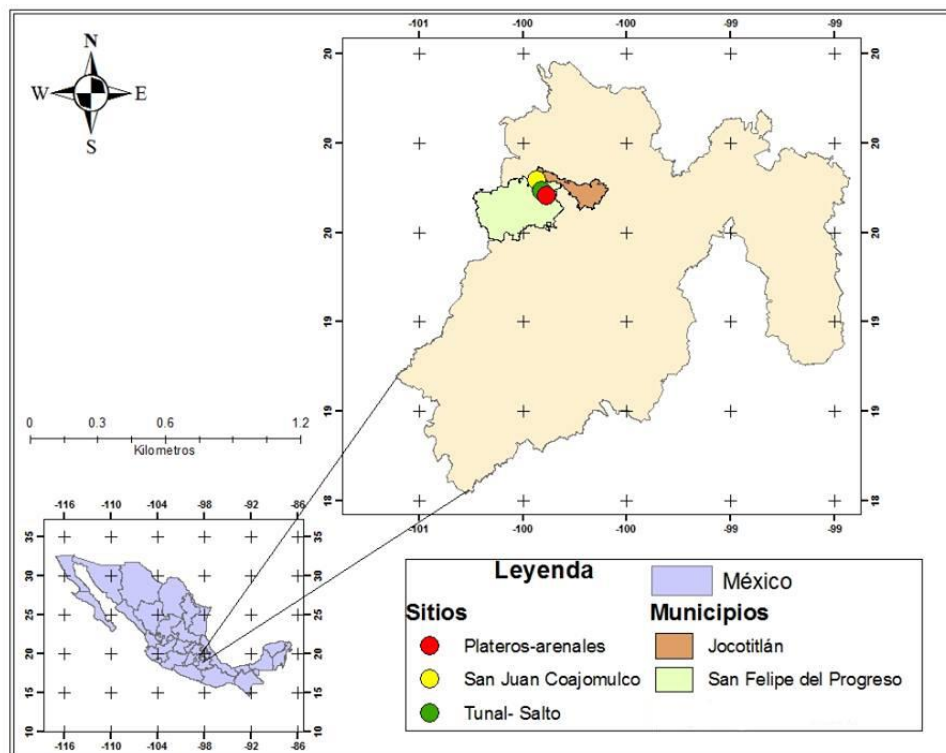 N
W E
S
-101 -100 -100 -99 -99
20 20
20 20
20 20
19 19
19 19
18 18
-101 -100 -100 -99 -99
0 0.3 0.6 1.2
Kilometros
-116 -110 -104 -98 -92 -86
35 35
30 30
25 25
20 20
15 15
10 10
-116 -110 -104 -98 -92 -86
Leyenda
México
Sitios
Municipios
Plateros-arenales
Jocotitlán
San Juan Coajomulco
San Felipe del Progreso
Tunal- Salto